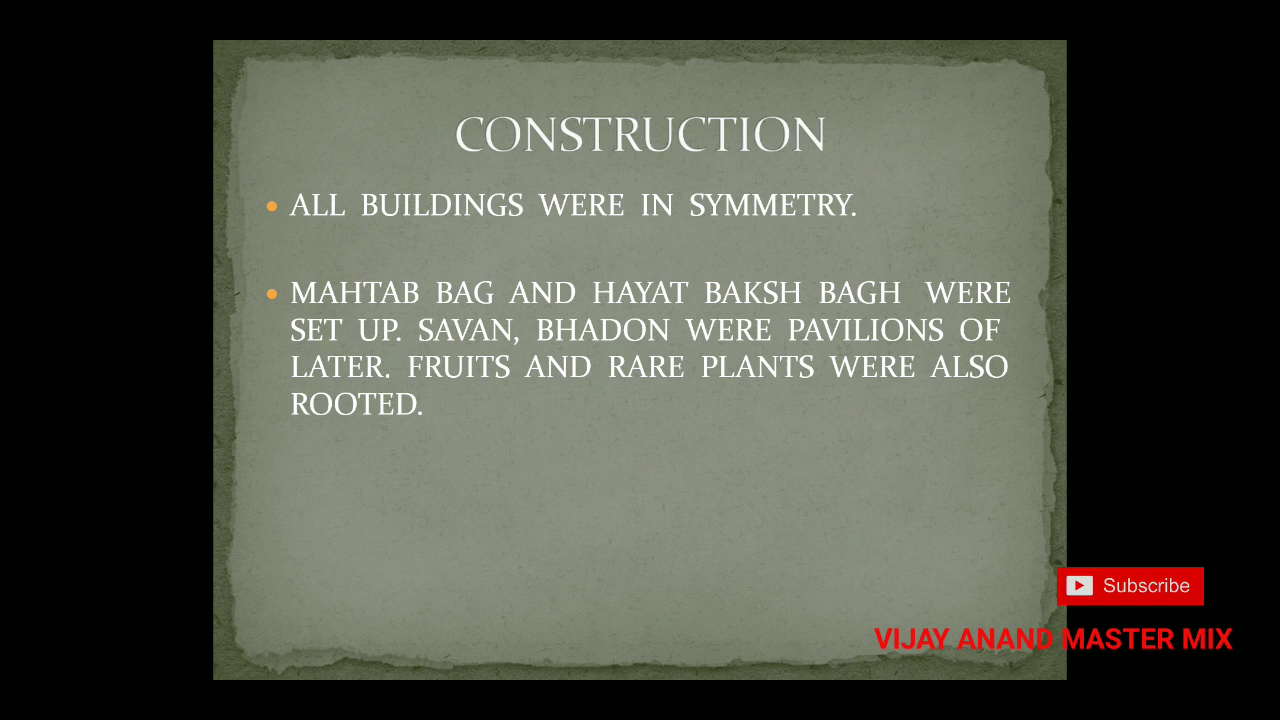 CONSTRUCTION
ALL BUILDINGS WERE IN SYMMETRY.
MAHTAB BAG AND HAYAT BAKSH BAGH WERE
SET UP. SAVAN, BHADON WERE PAVILIONS OF
LATER. FRUITS AND RARE PLANTS WERE ALSO
ROOTED.
Subscribe
VIJAY ANAND MASTER MIX